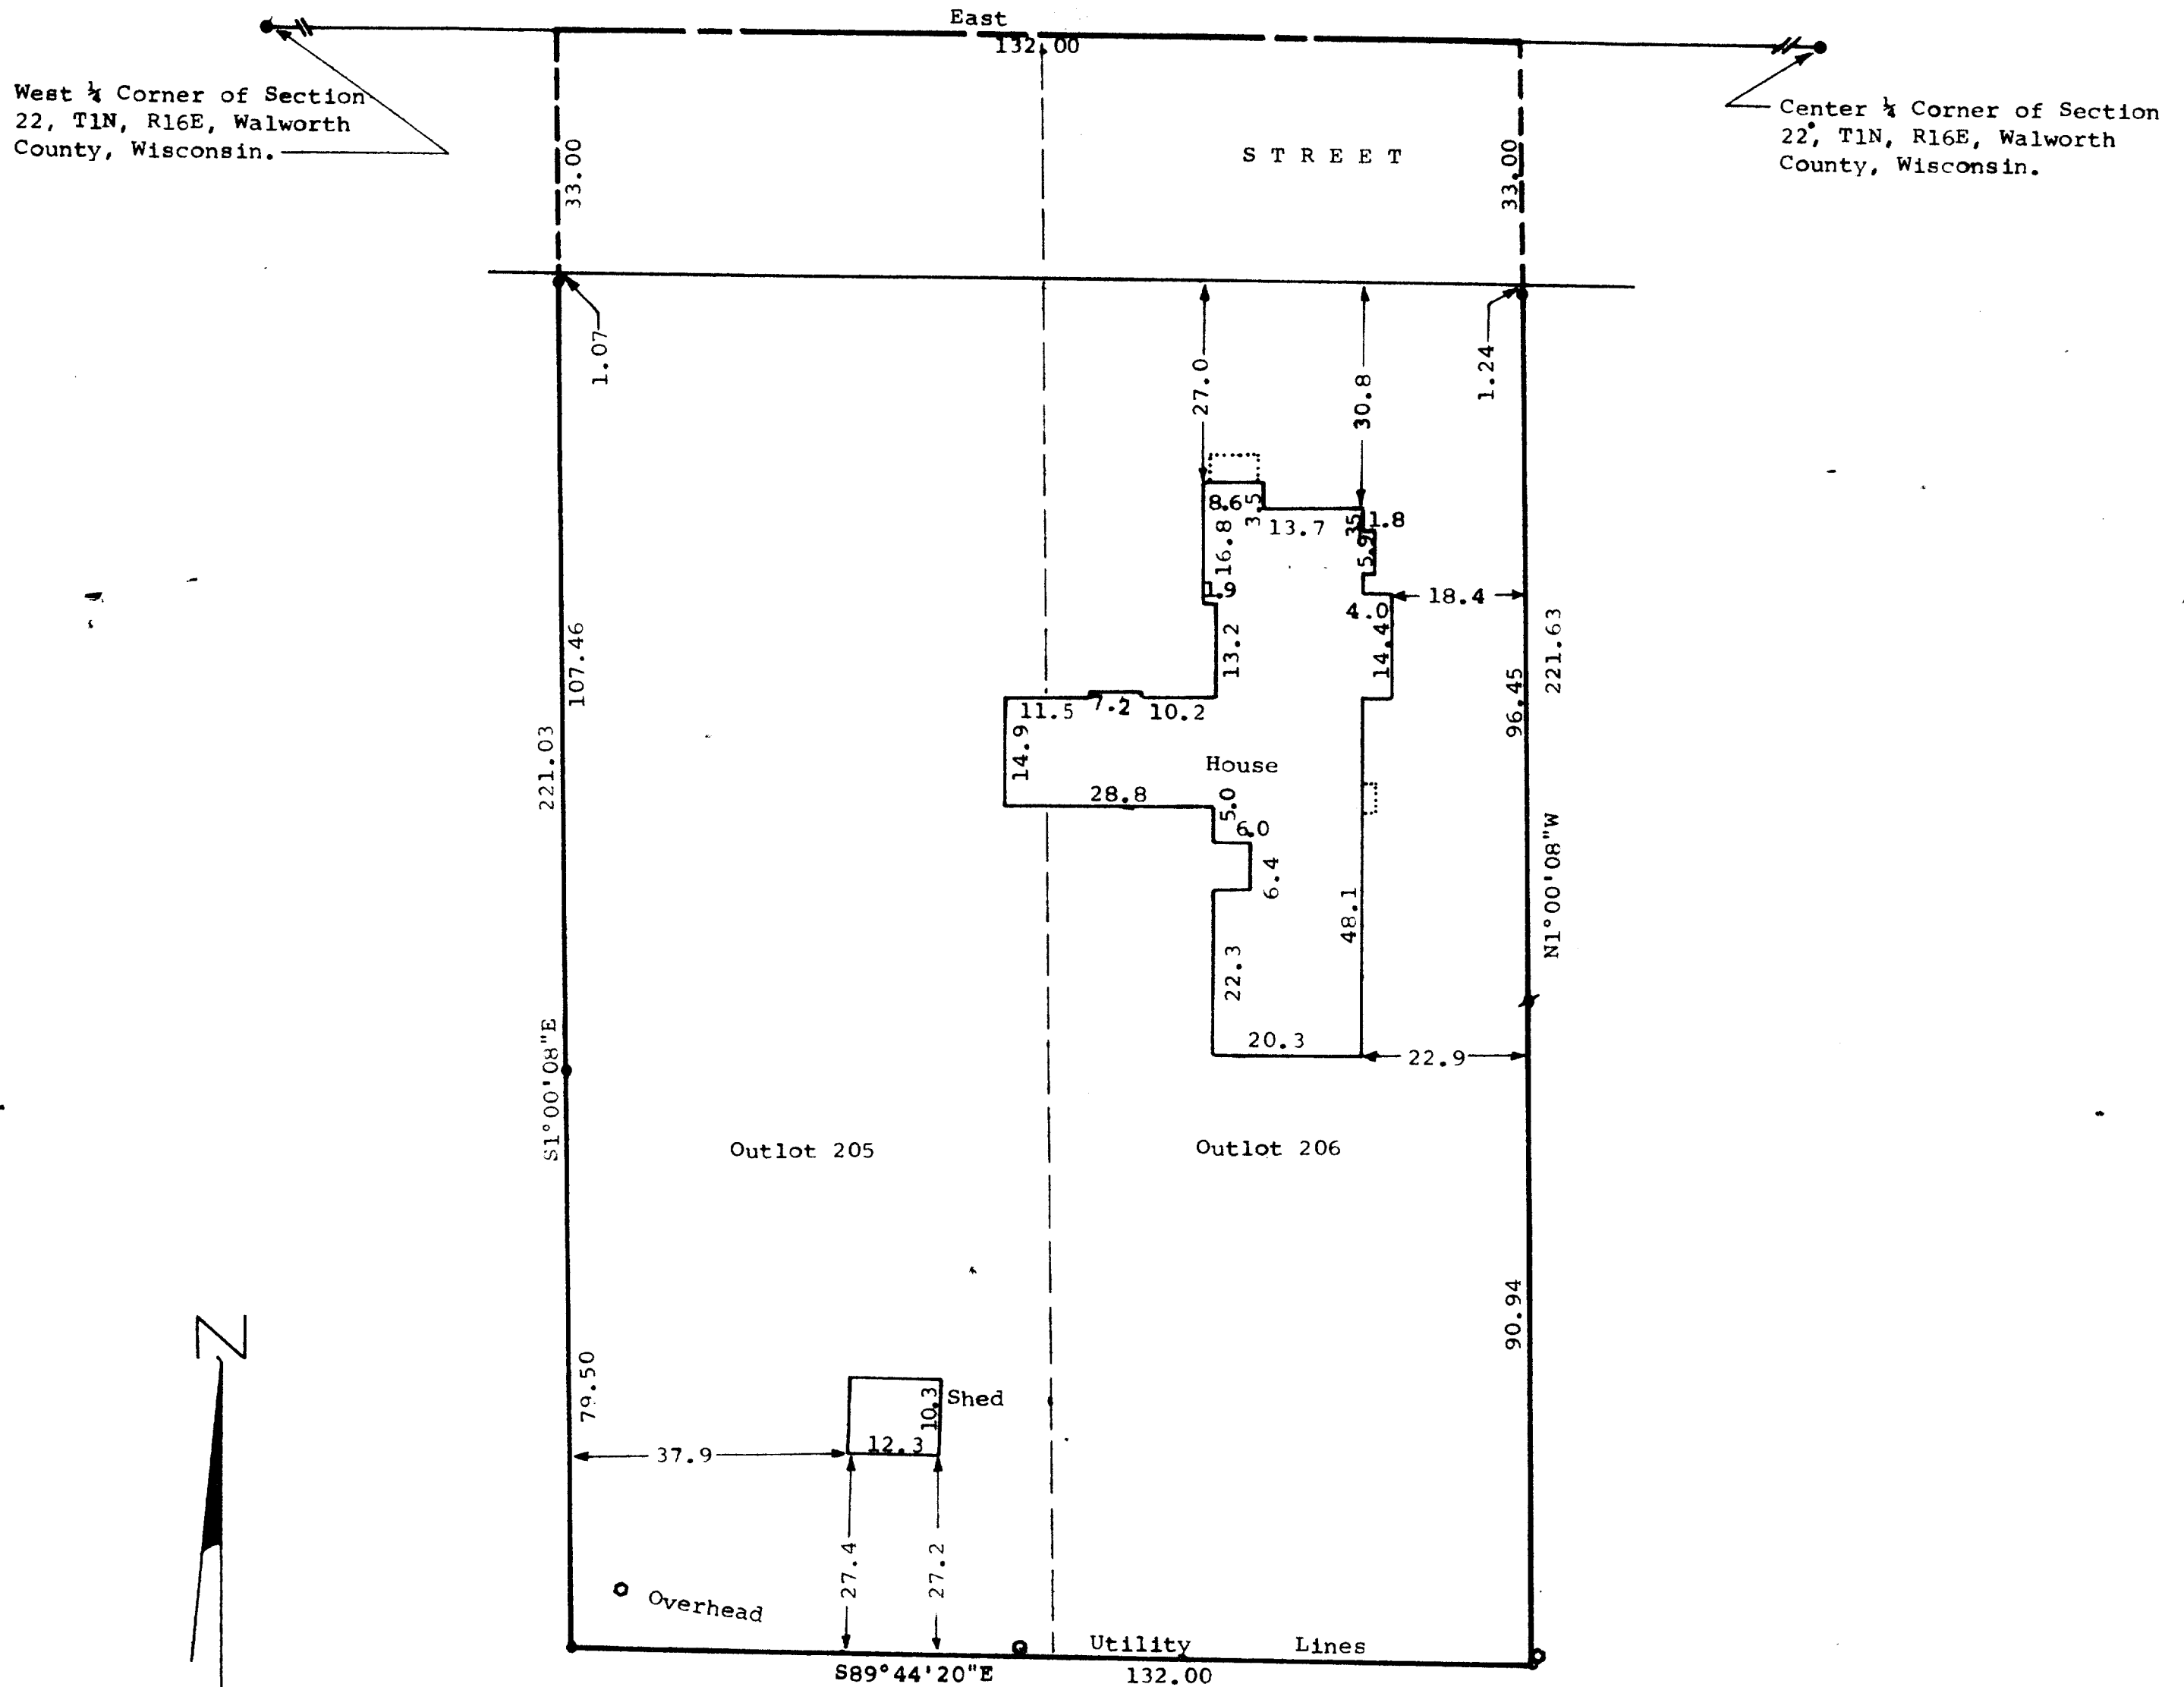 East
132.00
West ¼ Corner of Section
22, T1N, R16E, Walworth
County, Wisconsin.
Center ¼ Corner of Section
22, T1N, R16E, Walworth
County, Wisconsin.
33.00
STREET
33.00
1.07
27.0
30.8
1.24
8.6
3.5
13.7
35
1.8
16.8
5.9
1.9
4.0
18.4
13.2
14.4
107.46
221.63
96.45
11.5
7.2
10.2
14.9
221.03
House
28.8
5.0
6.0
6.4
48.1
N1°00'08"W
22.3
20.3
22.9
S1°00'08"E
Outlot 205
Outlot 206
90.94
79.50
10.3
Shed
12.3
37.9
27.4
27.2
N
Overhead
Utility
Lines
S89°44'20"E
132.00